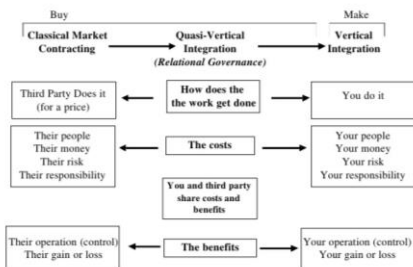 Buy
Make
Classical Market
Contracting
Quasi-Vertical
Integration
(Relational Governance)
Vertical
Integration
Third Party Does it
(for a price)
How does the
the work get done
You do it
Their people
Their money
Their risk
Their responsibility
The costs
Your people
Your money
Your risk
Your responsibility
You and third party
share costs and
benefits
Their operation (control)
Their gain or loss
The benefits
Your operation (control)
Your gain or loss